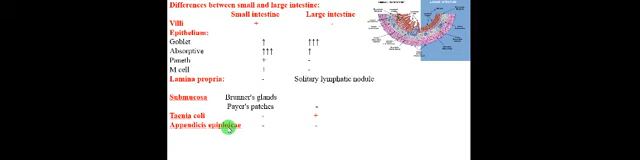 Differences between small and large intestine:
Small intestine Large intestine
Villi + -
Epithelium:
Goblet ↑ ↑↑↑
Absorptive ↑↑↑ ↑
Paneth + -
M cell ↑ -
Lamina propria: - Solitary lymphatic nodule
Submucosa Brunner's glands
Payer's patches -
Taenia coli - +
Appendicis epiploicae - -